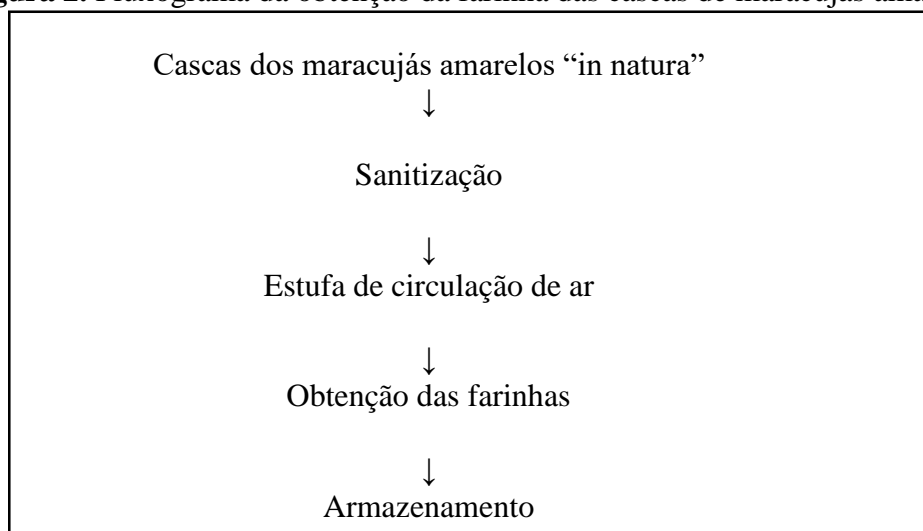 Cascas dos maracujás amarelos “in natura”
↓
Sanitização
↓
Estufa de circulação de ar
↓
Obtenção das farinhas
↓
Armazenamento